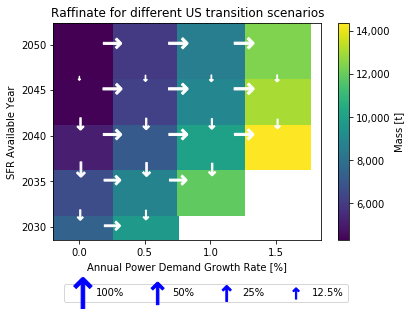 Raffinate for different US transition scenarios
SFR Available Year
2050
2045
2040
2035
2030
0.0 0.5 1.0 1.5
Annual Power Demand Growth Rate [%]
14,000
12,000
10,000
8,000
6,000
Mass [t]
100% 50% 25% 12.5%